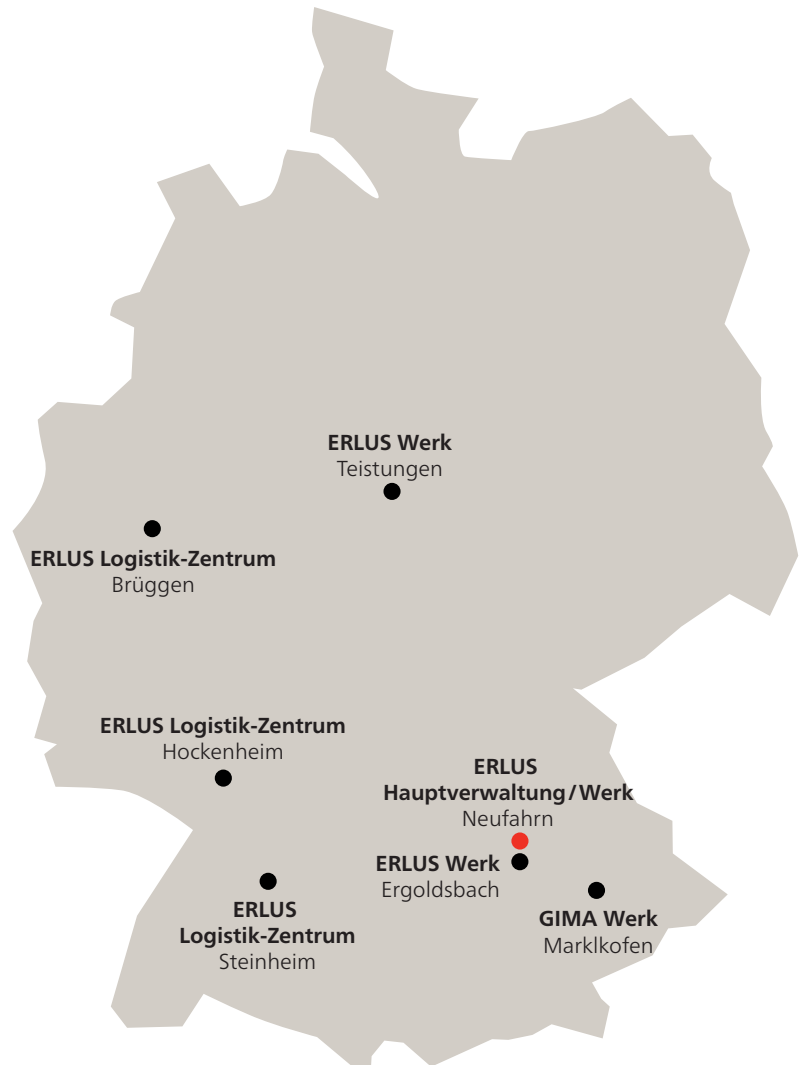 ERLUS Werk
Teistungen
ERLUS Logistik-Zentrum
Brüggen
ERLUS Logistik-Zentrum
Hockenheim
ERLUS
Hauptverwaltung/Werk
Neufahrn
ERLUS Werk
Ergoldsbach
ERLUS
Logistik-Zentrum
Steinheim
GIMA Werk
Marklkofen